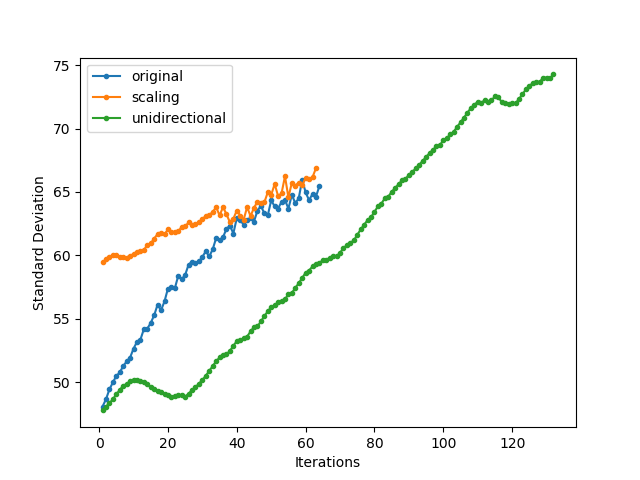 75
70
65
60
55
50
Standard Deviation
original
scaling
unidirectional
0 20 40 60 80 100 120
Iterations